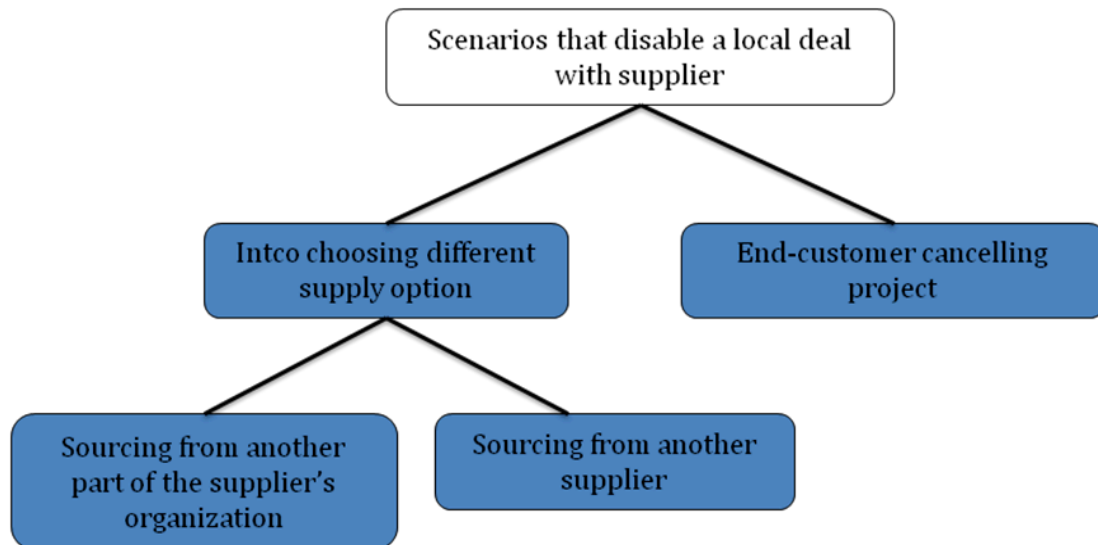 Scenarios that disable a local deal
with supplier
Intco choosing different
supply option
End-customer cancelling
project
Sourcing from another
part of the supplier’s
organization
Sourcing from another
supplier